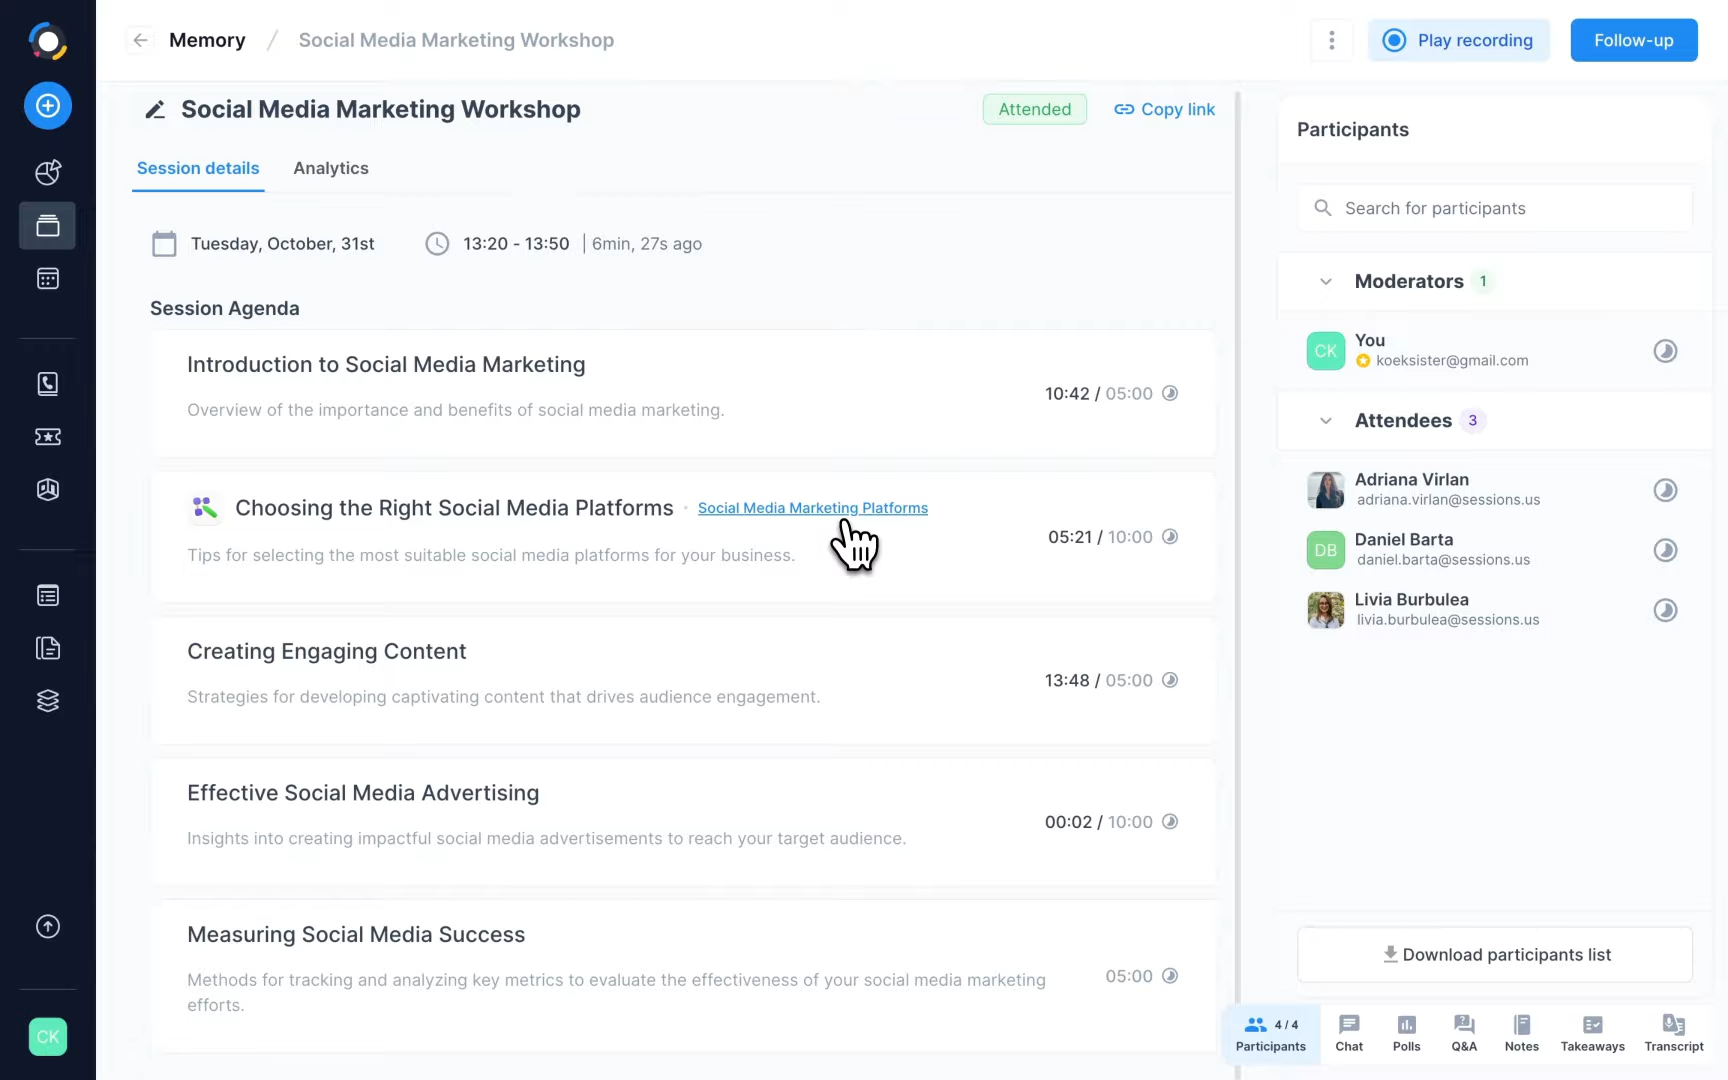 Memory / Social Media Marketing Workshop
Play recording
Follow-up
Social Media Marketing Workshop
Attended
Copy link
Session details
Analytics
Tuesday, October, 31st
13:20 - 13:50 | 6min, 27s ago
Session Agenda
Introduction to Social Media Marketing
Overview of the importance and benefits of social media marketing.
10:42 / 05:00
Choosing the Right Social Media Platforms · Social Media Marketing Platforms
Tips for selecting the most suitable social media platforms for your business.
05:21 / 10:00
Creating Engaging Content
Strategies for developing captivating content that drives audience engagement.
13:48 / 05:00
Effective Social Media Advertising
Insights into creating impactful social media advertisements to reach your target audience.
00:02 / 10:00
Measuring Social Media Success
Methods for tracking and analyzing key metrics to evaluate the effectiveness of your social media marketing
efforts.
05:00
CK
Participants
Search for participants
Moderators 1
CK
You
koeksister@gmail.com
Attendees 3
Adriana Virlan
adriana.virlan@sessions.us
DB
Daniel Barta
daniel.barta@sessions.us
Livia Burbulea
livia.burbulea@sessions.us
Download participants list
4 / 4
Participants
Chat
Polls
Q&A
Notes
Takeaways
Transcript